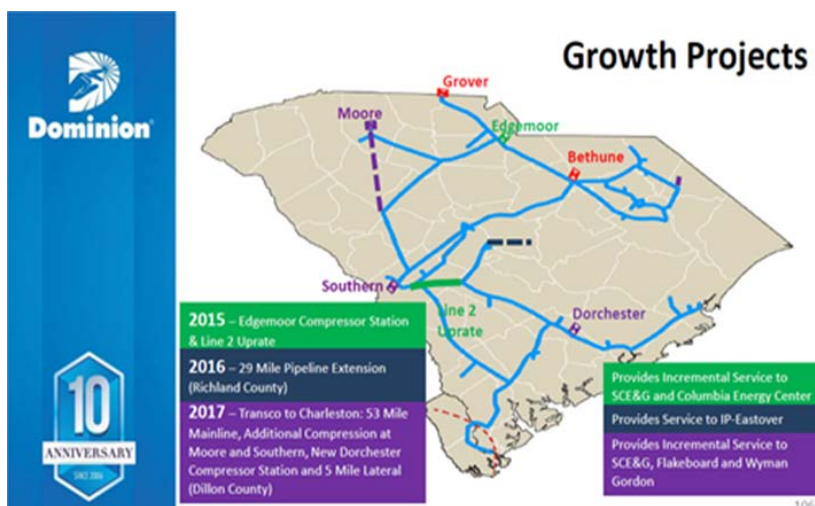 Growth Projects
Dominion®
Grover
Moore
Edgemoor
Bethune
Southern
Line 2
Uprate
Dorchester
2015 – Edgemoor Compressor Station
& Line 2 Uprate
2016 – 29 Mile Pipeline Extension
(Richland County)
2017 – Transco to Charleston: 53 Mile
Mainline, Additional Compression at
Moore and Southern, New Dorchester
Compressor Station and 5 Mile Lateral
(Dillon County)
Provides Incremental Service to
SCE&G and Columbia Energy Center
Provides Service to IP-Eastover
Provides Incremental Service to
SCE&G, Flakeboard and Wyman
Gordon
10
ANNIVERSARY
SINCE 2006
106